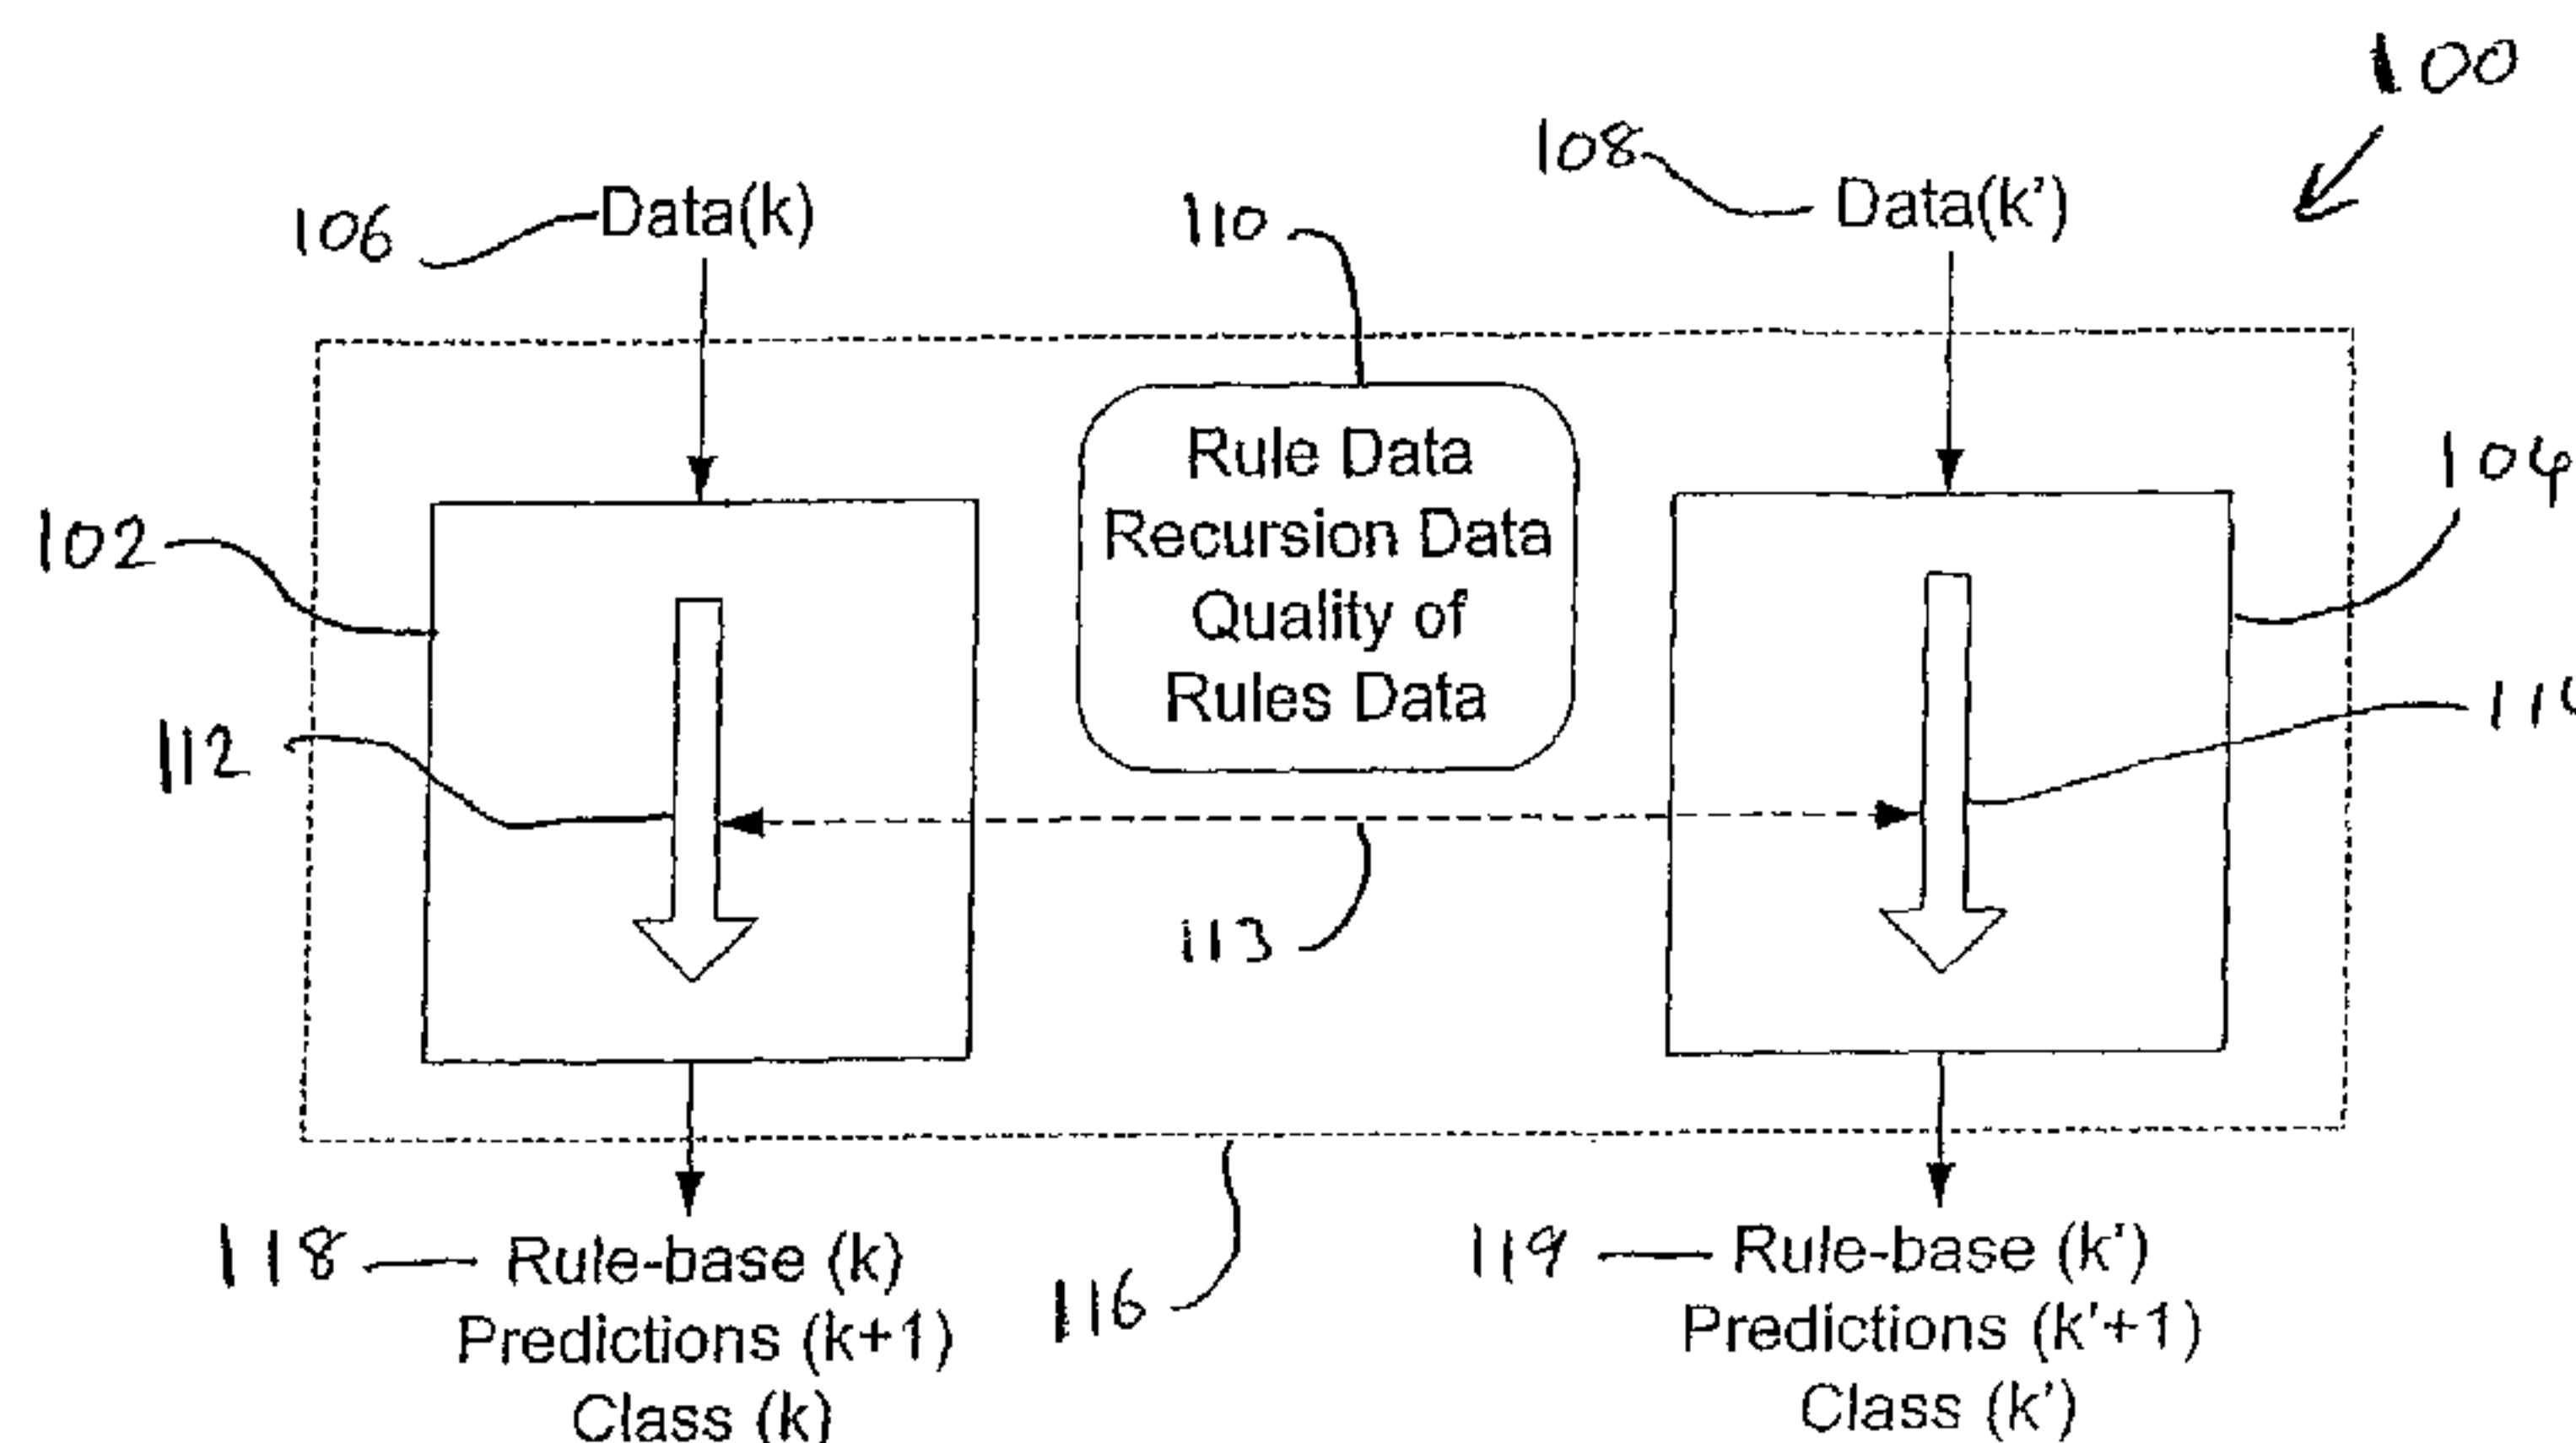 100
108
106
Data(k)
110
Data(k')
Rule Data
Recursion Data
Quality of
Rules Data
104
102
112
113
118
Rule-base (k)
Predictions (k+1)
Class (k)
116
119
Rule-base (k')
Predictions (k'+1)
Class (k')